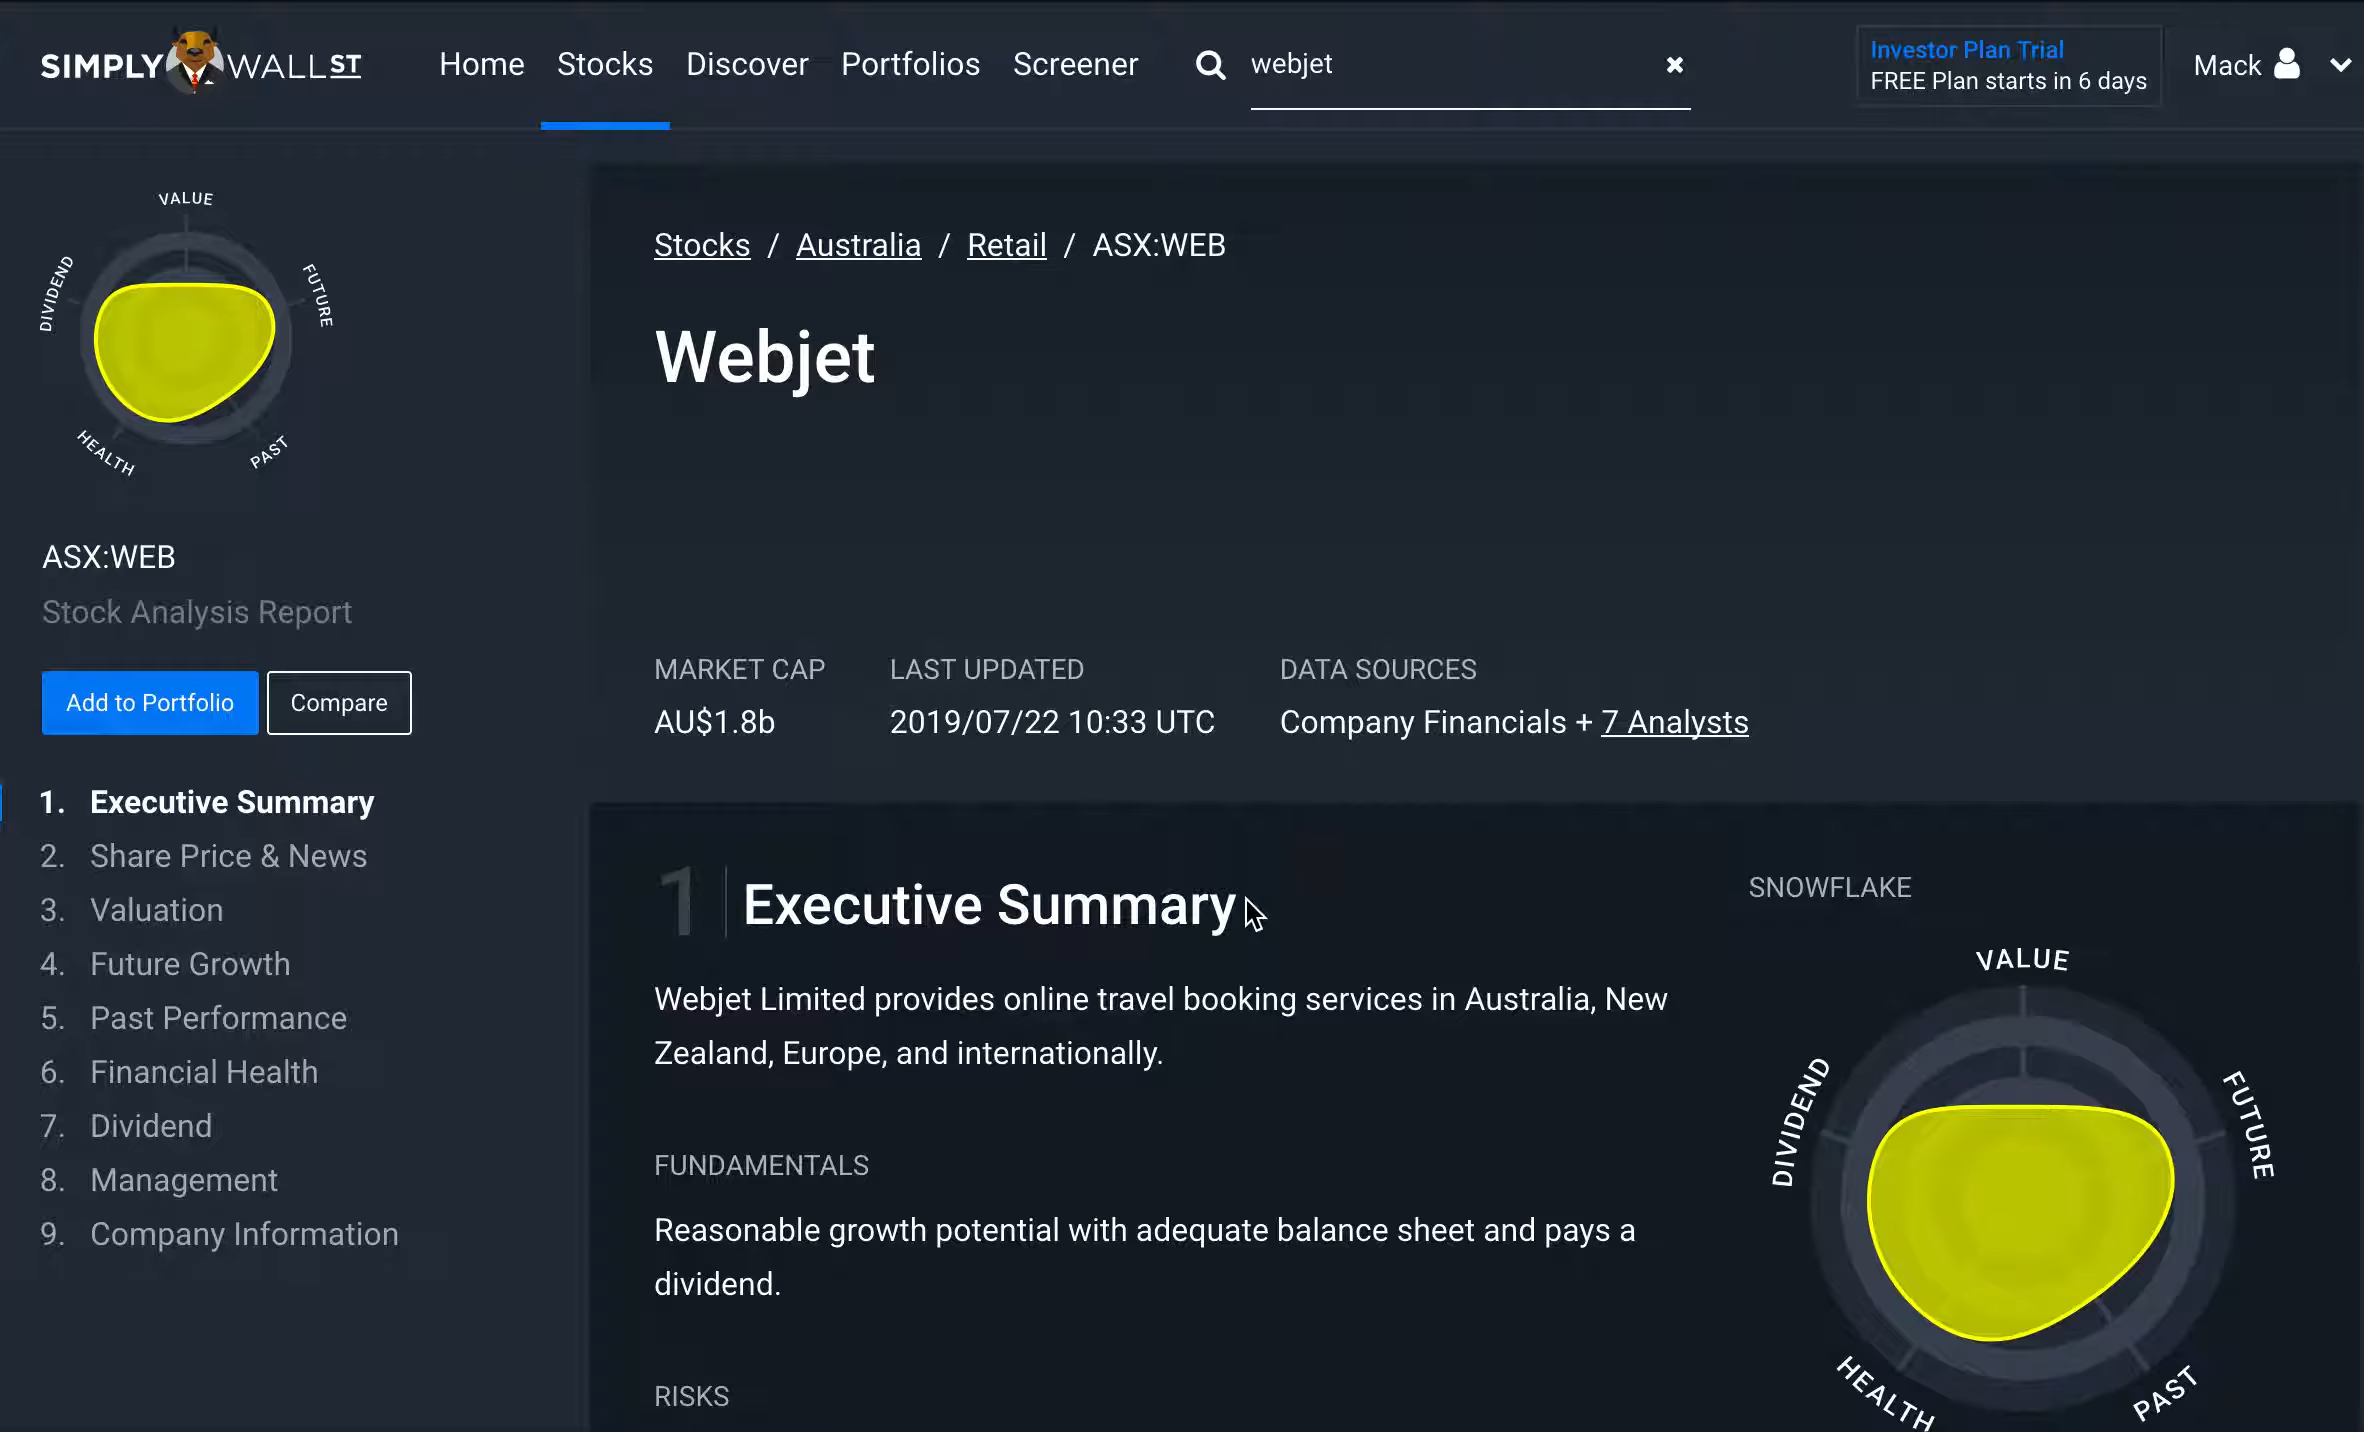 SIMPLY WALL ST
Home Stocks Discover Portfolios Screener
webjet
Investor Plan Trial
FREE Plan starts in 6 days
Mack
VALUE
FUTURE
PAST
HEALTH
DIVIDEND
ASX:WEB
Stock Analysis Report
Add to Portfolio
Compare
1. Executive Summary
2. Share Price & News
3. Valuation
4. Future Growth
5. Past Performance
6. Financial Health
7. Dividend
8. Management
9. Company Information
Stocks / Australia / Retail / ASX:WEB
Webjet
MARKET CAP
AU$1.8b
LAST UPDATED
2019/07/22 10:33 UTC
DATA SOURCES
Company Financials + 7 Analysts
1 Executive Summary
Webjet Limited provides online travel booking services in Australia, New
Zealand, Europe, and internationally.
FUNDAMENTALS
Reasonable growth potential with adequate balance sheet and pays a
dividend.
RISKS
SNOWFLAKE
VALUE
FUTURE
PAST
HEALTH
DIVIDEND